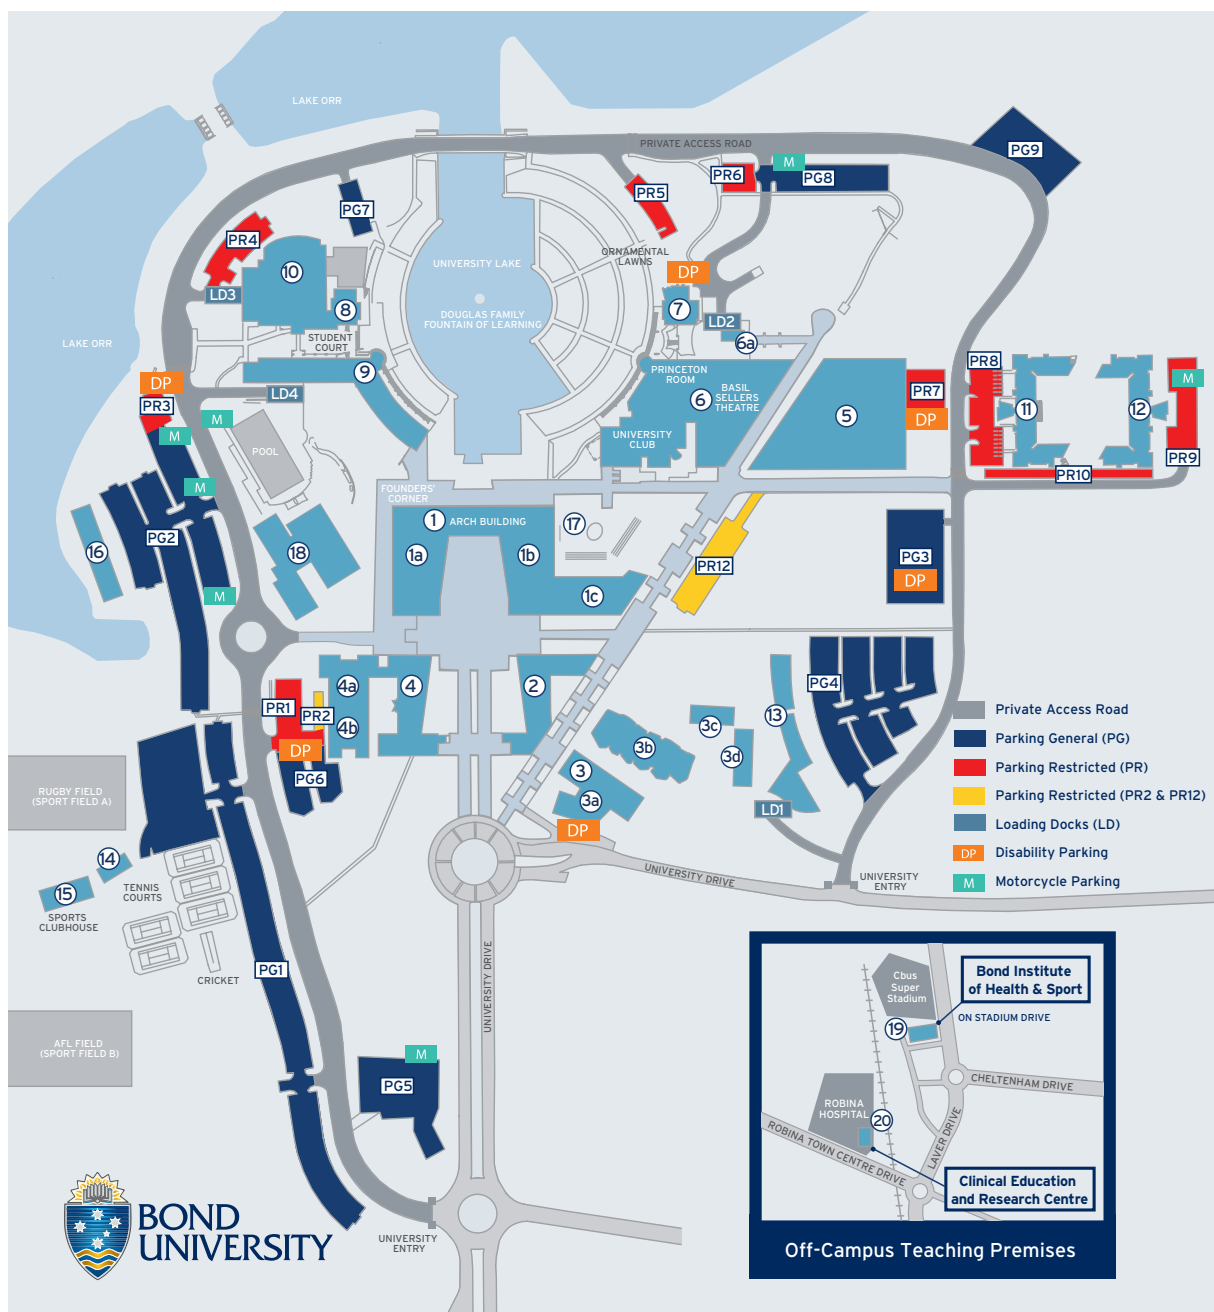 LAKE ORR
PRIVATE ACCESS ROAD
PG9
M
PR6
PG8
PR5
PG7
PR4
ORNAMENTAL
LAWNS
UNIVERSITY LAKE
DP
10
LD3
8
7
LD2
DOUGLAS FAMILY
FOUNTAIN OF LEARNING
STUDENT
COURT
6a
LAKE ORR
9
PRINCETON
ROOM
PR8
DP
LD4
6
BASIL
SELLERS
THEATRE
PR7
M
PR3
5
11
12
M
DP
M
UNIVERSITY
CLUB
POOL
PR9
PR10
M
FOUNDERS'
CORNER
1
ARCH BUILDING
17
PG2
16
18
1a
1b
PG3
PR12
DP
M
1c
4a
4
2
PG4
PR1
PR2
3c
13
4b
3b
3d
DP
PG6
3
3a
LD1
DP
Private Access Road
Parking General (PG)
Parking Restricted (PR)
Parking Restricted (PR2 & PR12)
Loading Docks (LD)
DP
Disability Parking
M
Motorcycle Parking
RUGBY FIELD
(SPORT FIELD A)
14
15
TENNIS
COURTS
SPORTS
CLUBHOUSE
UNIVERSITY DRIVE
UNIVERSITY
ENTRY
CRICKET
PG1
UNIVERSITY DRIVE
AFL FIELD
(SPORT FIELD B)
M
PG5
BOND
UNIVERSITY
UNIVERSITY
ENTRY
Cbus
Super
Stadium
Bond Institute
of Health & Sport
19
ON STADIUM DRIVE
CHELTENHAM DRIVE
ROBINA
HOSPITAL
20
LAVER DRIVE
ROBINA TOWN CENTRE DRIVE
Clinical Education
and Research Centre
Off-Campus Teaching Premises